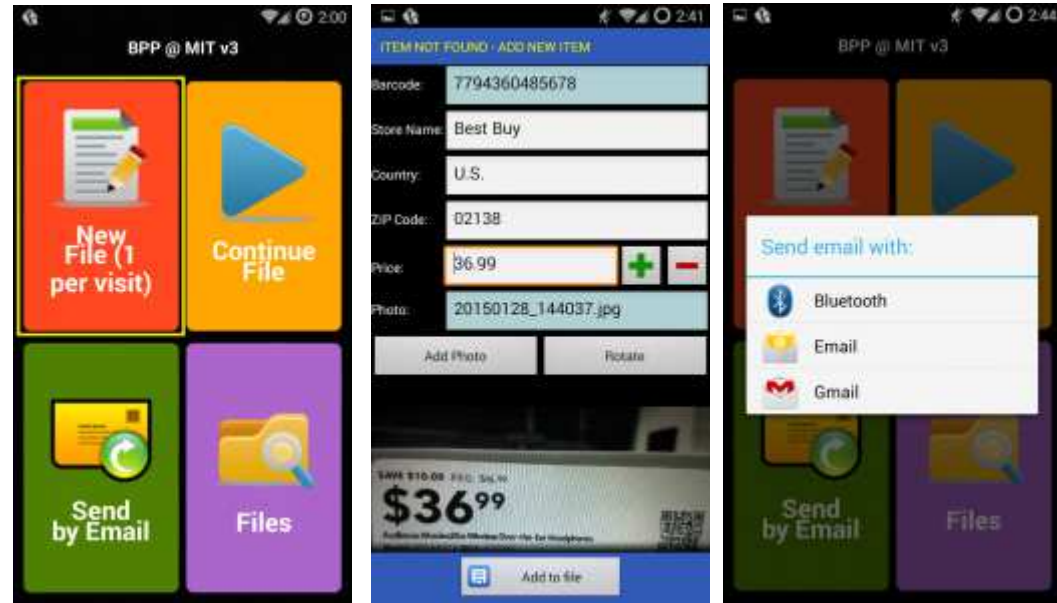 2:00
BPP @ MIT v3
New
File (1
per visit)
Continue
File
Send
by Email
Files
2:41
ITEM NOT FOUND - ADD NEW ITEM
Barcode: 7794360485678
Store Name: Best Buy
Country: U.S.
ZIP Code: 02138
Price: 36.99
Photo: 20150128_144037.jpg
Add Photo Rotate
SAVE $10.00
$36 99
Add to file
2:44
BPP @ MIT v3
Send email with:
Bluetooth
Email
Gmail
Send
by Email
Files